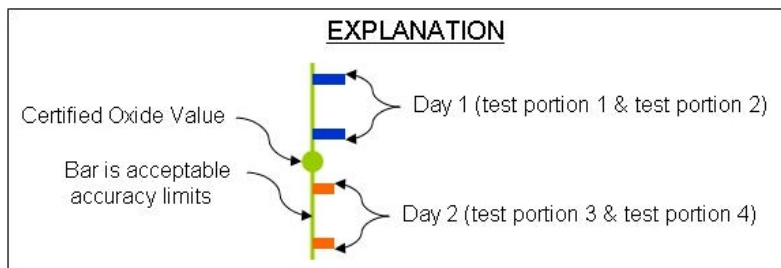 EXPLANATION
Day 1 (test portion 1 & test portion 2)
Certified Oxide Value
Bar is acceptable
accuracy limits
Day 2 (test portion 3 & test portion 4)